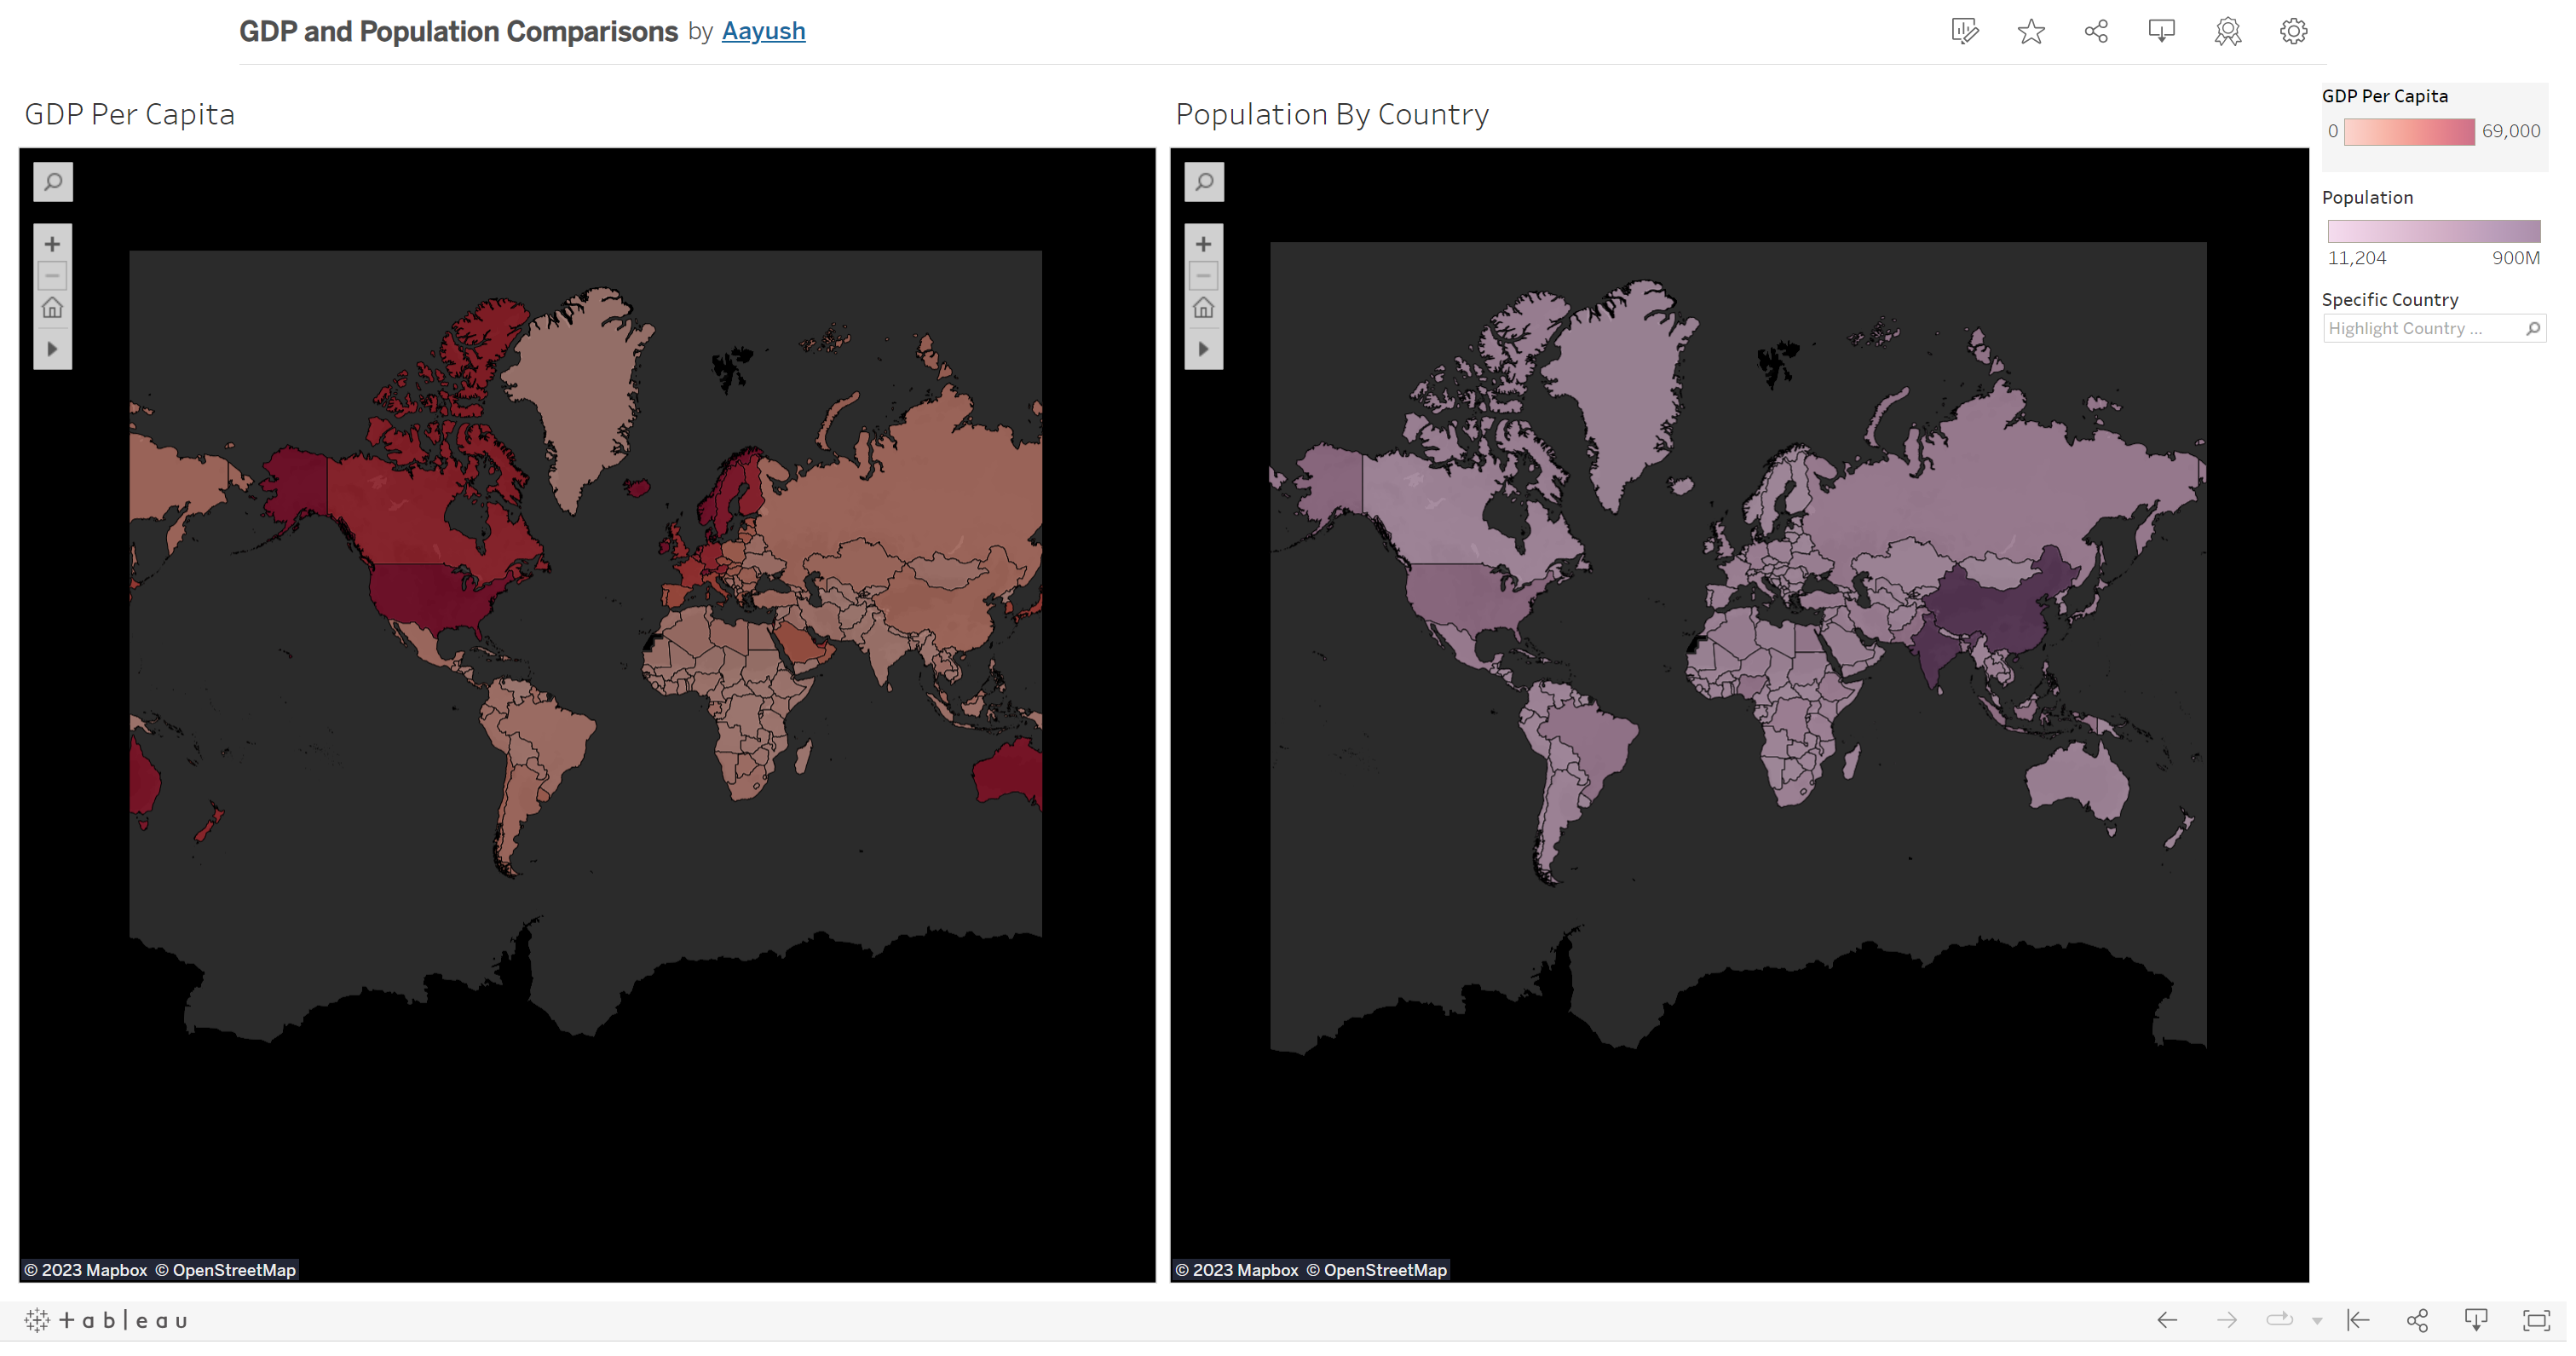 GDP and Population Comparisons by Aayush
GDP Per Capita
Population By Country
GDP Per Capita
0 69,000
Population
11,204 900M
Specific Country
Highlight Country ...
© 2023 Mapbox © OpenStreetMap
© 2023 Mapbox © OpenStreetMap
+ableau